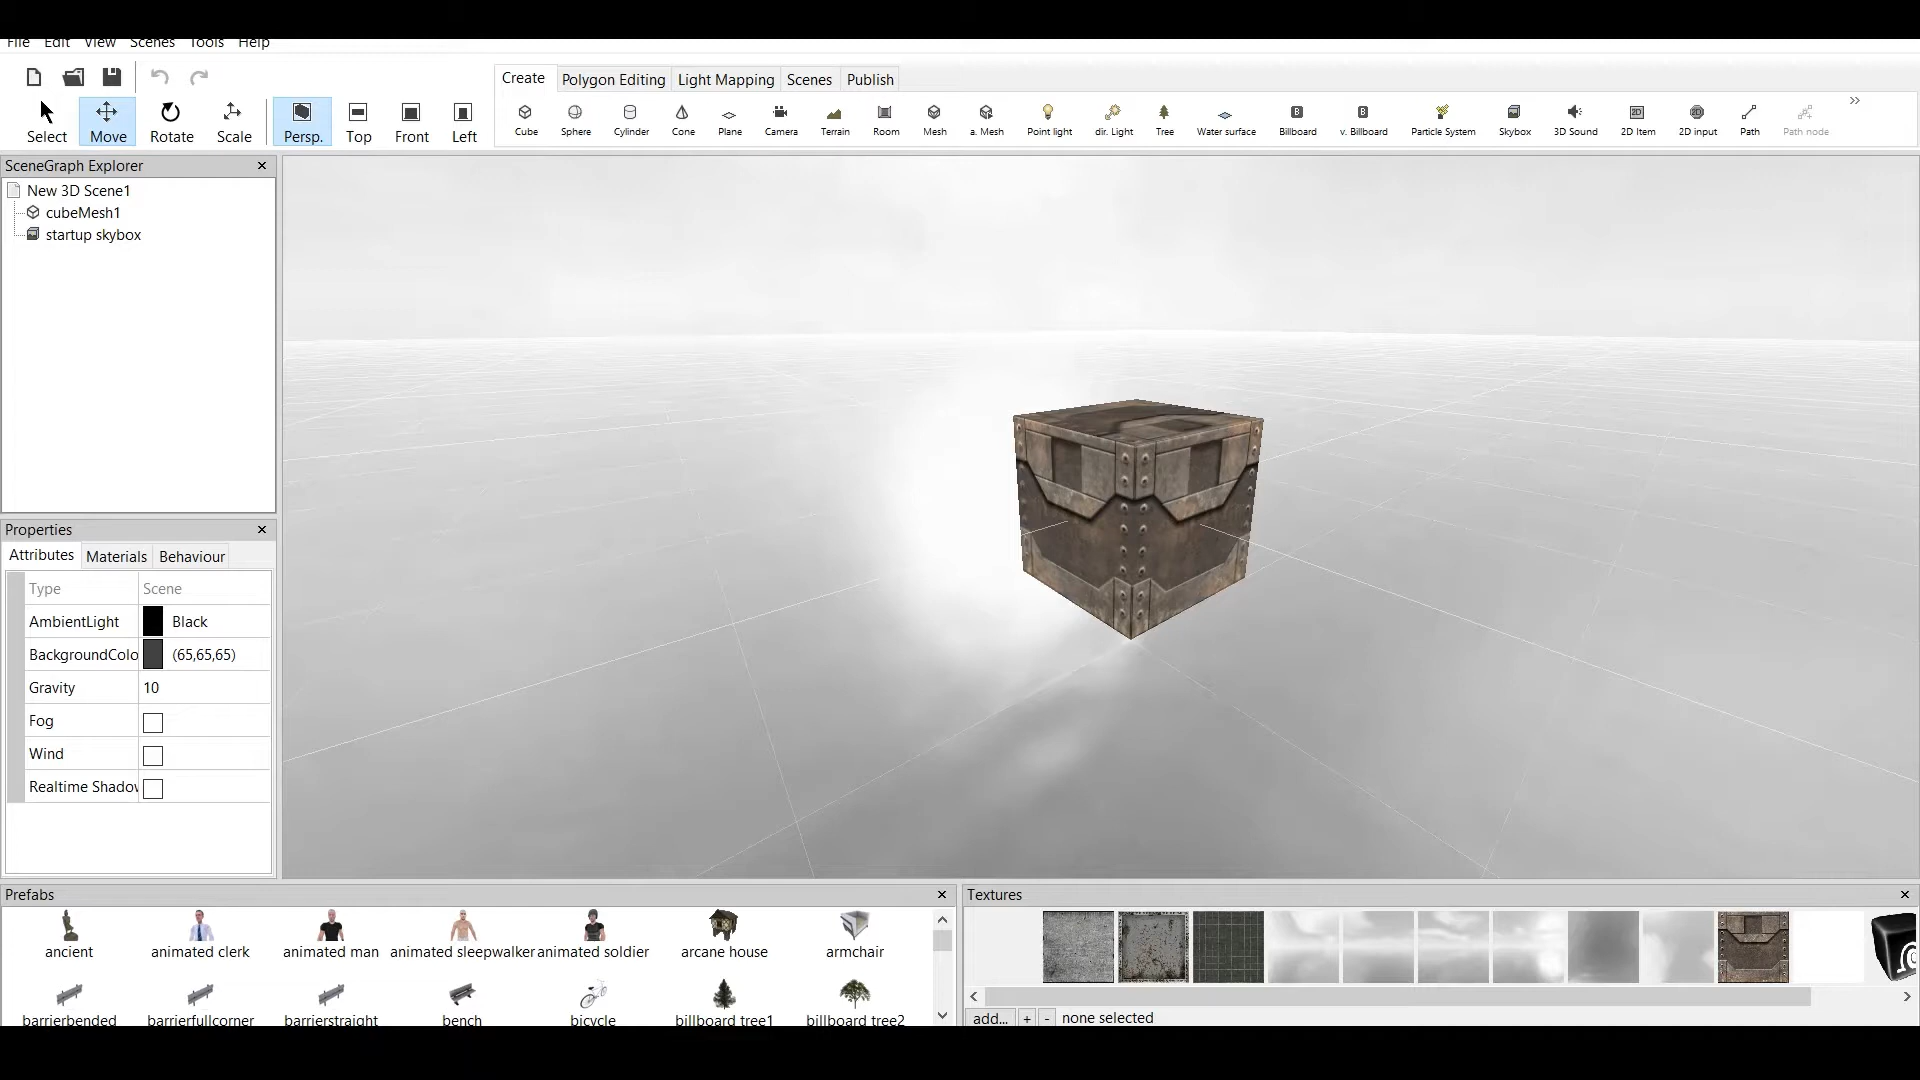 File Edit View Scenes Tools Help
Create Polygon Editing Light Mapping Scenes Publish
Select Move Rotate Scale Persp. Top Front Left
Cube Sphere Cylinder Cone Plane Camera Terrain Room Mesh a. Mesh Point light dir. Light Tree Water surface Billboard v. Billboard Particle System Skybox 3D Sound 2D Item 2D input Path Path node
SceneGraph Explorer
New 3D Scene1
cubeMesh1
startup skybox
Properties
Attributes Materials Behaviour
Type Scene
AmbientLight Black
BackgroundColo (65,65,65)
Gravity 10
Fog
Wind
Realtime Shado
Prefabs
ancient animated clerk animated man animated sleepwalker animated soldier arcane house armchair
barrierbended barrierfullcorner barrierstraight bench bicycle billboard tree1 billboard tree2
Textures
add... + - none selected